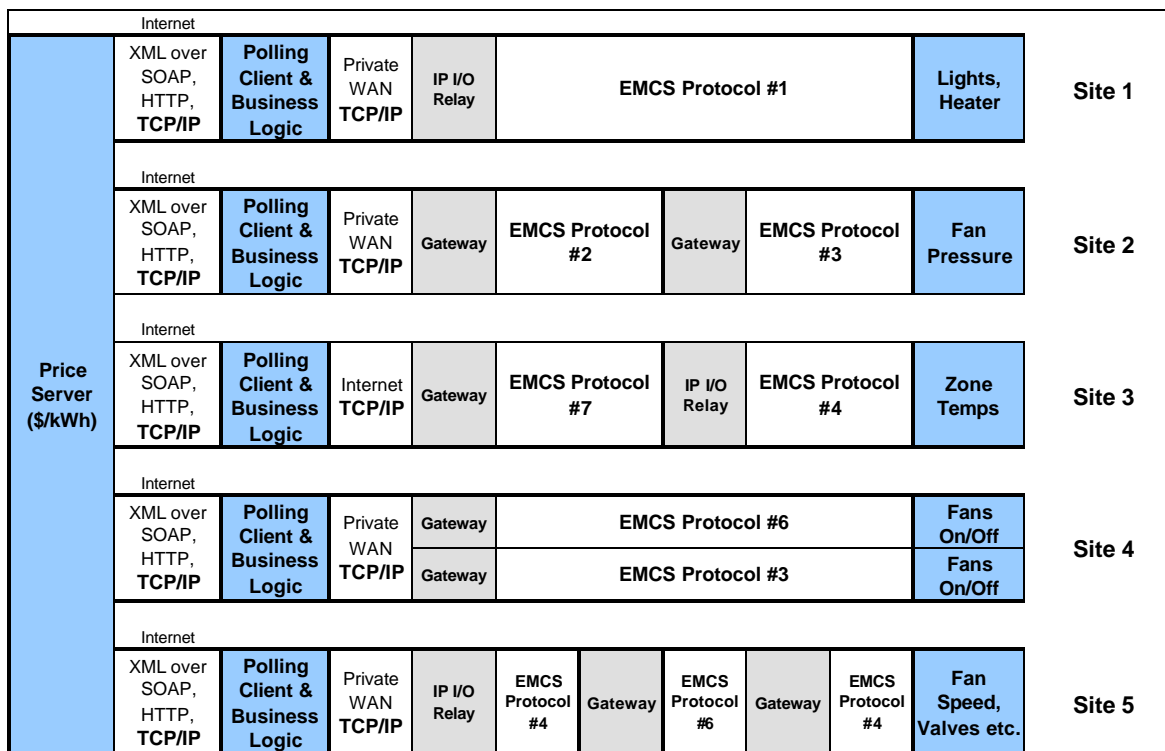 Internet
XML over
SOAP,
HTTP,
TCP/IP
Polling
Client &
Business
Logic
Private
WAN
TCP/IP
IP I/O
Relay
EMCS Protocol #1
Lights,
Heater
Site 1
Internet
XML over
SOAP,
HTTP,
TCP/IP
Polling
Client &
Business
Logic
Private
WAN
TCP/IP
Gateway
EMCS Protocol
#2
Gateway
EMCS Protocol
#3
Fan
Pressure
Site 2
Price
Server
($/kWh)
Internet
XML over
SOAP,
HTTP,
TCP/IP
Polling
Client &
Business
Logic
Internet
TCP/IP
Gateway
EMCS Protocol
#7
IP I/O
Relay
EMCS Protocol
#4
Zone
Temps
Site 3
Internet
XML over
SOAP,
HTTP,
TCP/IP
Polling
Client &
Business
Logic
Private
WAN
TCP/IP
Gateway
EMCS Protocol #6
Fans
On/Off
Gateway
EMCS Protocol #3
Fans
On/Off
Site 4
Internet
XML over
SOAP,
HTTP,
TCP/IP
Polling
Client &
Business
Logic
Private
WAN
TCP/IP
IP I/O
Relay
EMCS
Protocol
#4
Gateway
EMCS
Protocol
#6
Gateway
EMCS
Protocol
#4
Fan
Speed,
Valves etc.
Site 5